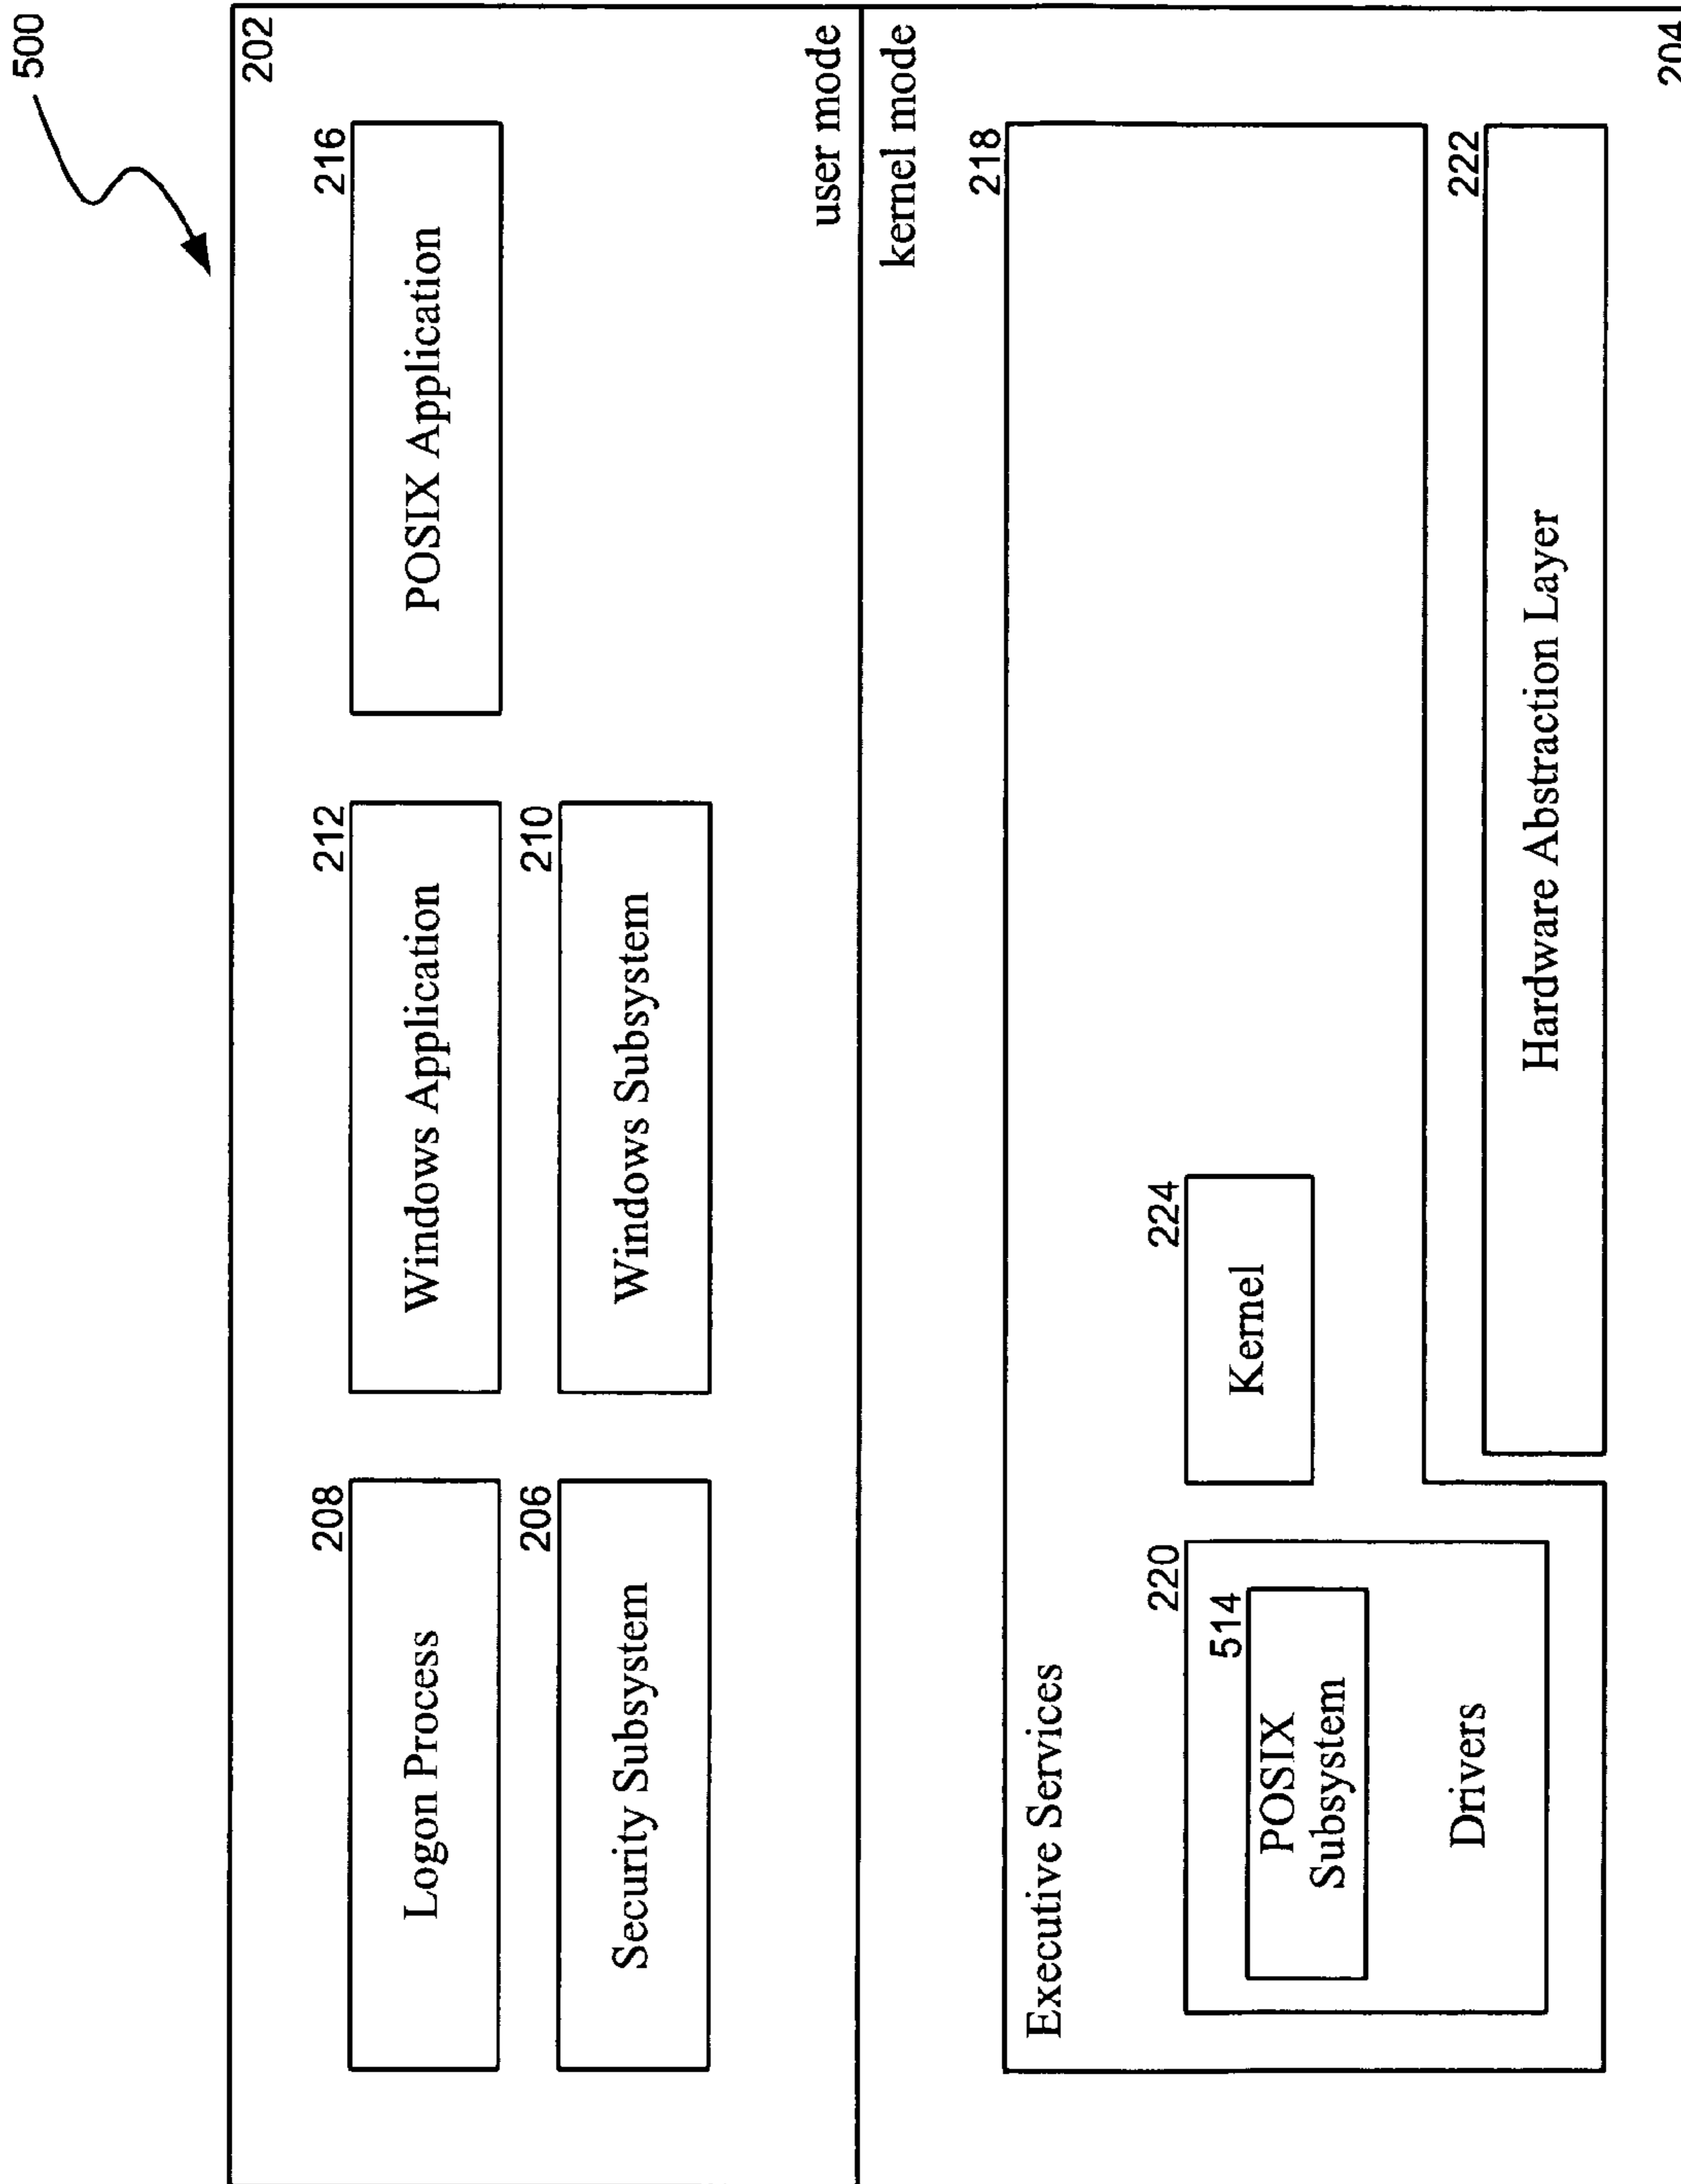 500
202
208
Logon Process
212
Windows Application
216
POSIX Application
206
Security Subsystem
210
Windows Subsystem
user mode
kernel mode
218
Executive Services
220
514
POSIX
Subsystem
Drivers
224
Kernel
222
Hardware Abstraction Layer
204